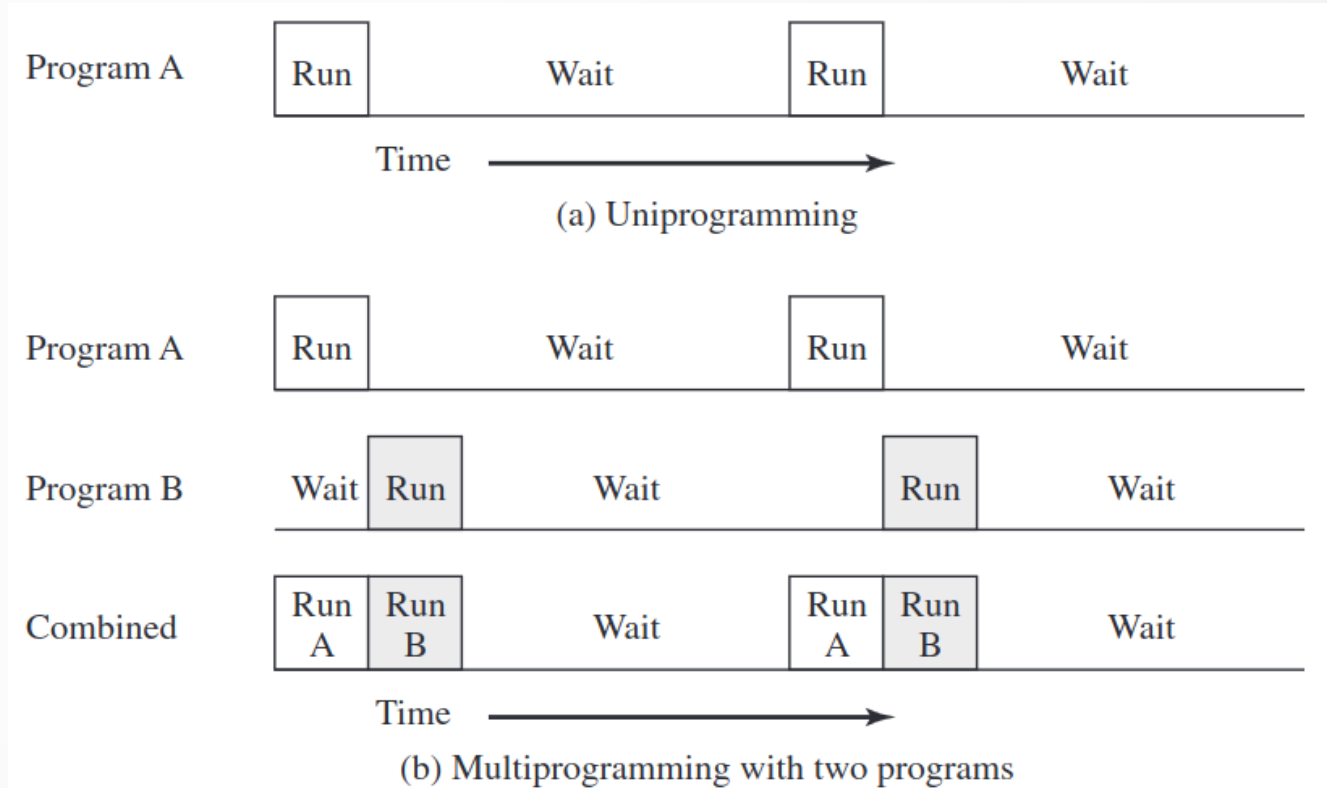 Program A Run Wait Run Wait
Time
(a) Uniprogramming
Program A Run Wait Run Wait
Program B Wait Run Wait Run Wait
Combined Run A Run B Wait Run A Run B Wait
Time
(b) Multiprogramming with two programs